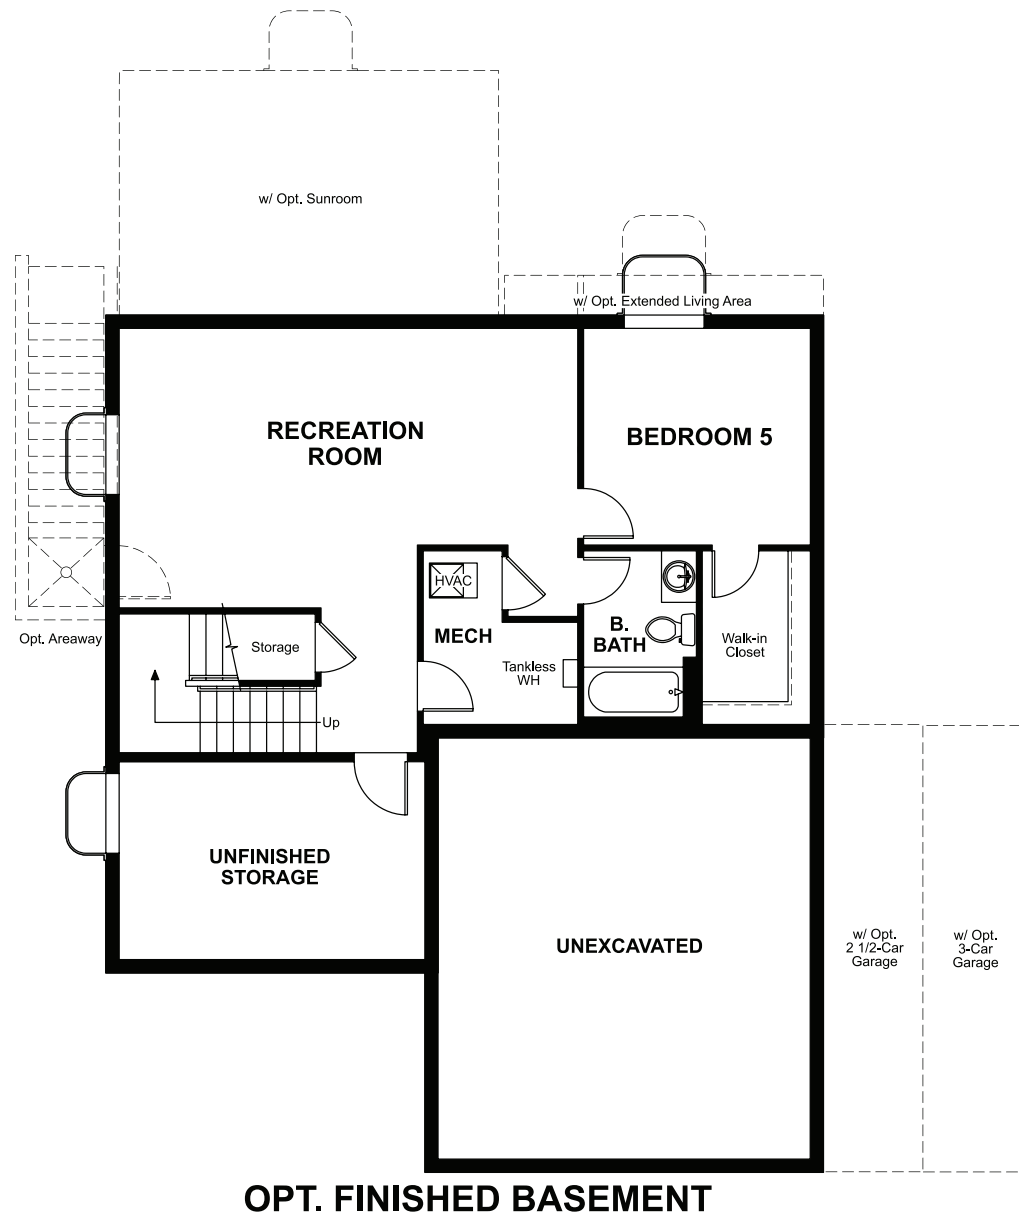 w/ Opt. Sunroom
w/ Opt. Extended Living Area
RECREATION
ROOM
BEDROOM 5
HVAC
MECH
B.
BATH
Opt. Areaway
Storage
Walk-in
Closet
Tankless
WH
Up
UNFINISHED
STORAGE
UNEXCAVATED
w/ Opt.
2 1/2-Car
Garage
w/ Opt.
3-Car
Garage
OPT. FINISHED BASEMENT